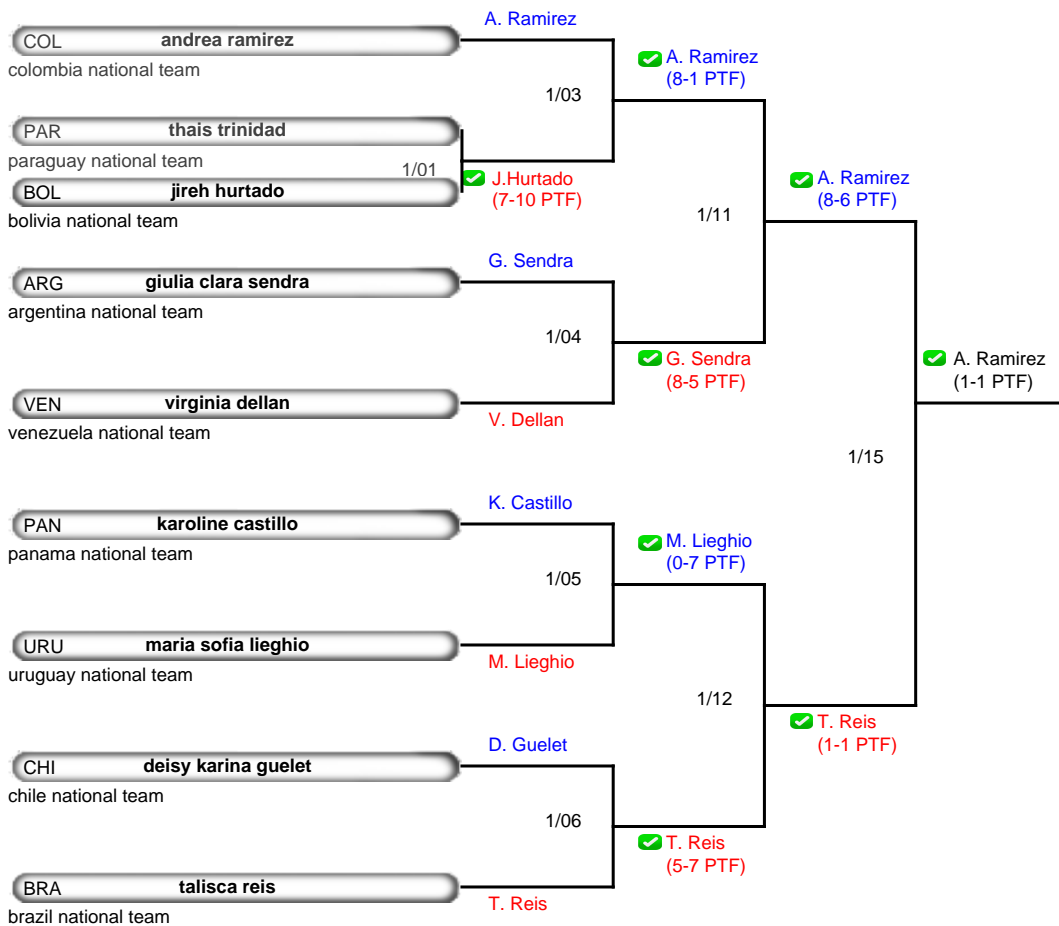 A. Ramirez
COL andrea ramirez
colombia national team
A. Ramirez
(8-1 PTF)
1/03
PAR thais trinidad
paraguay national team
1/01
J.Hurtado
(7-10 PTF)
BOL jireh hurtado
bolivia national team
A. Ramirez
(8-6 PTF)
1/11
G. Sendra
ARG giulia clara sendra
argentina national team
1/04
G. Sendra
(8-5 PTF)
A. Ramirez
(1-1 PTF)
VEN virginia dellan
venezuela national team
V. Dellan
1/15
K. Castillo
PAN karoline castillo
panama national team
M. Lieghio
(0-7 PTF)
1/05
URU maria sofia lieghio
uruguay national team
M. Lieghio
1/12
T. Reis
(1-1 PTF)
D. Guelet
CHI deisy karina guelet
chile national team
1/06
T. Reis
(5-7 PTF)
BRA talisca reis
brazil national team
T. Reis